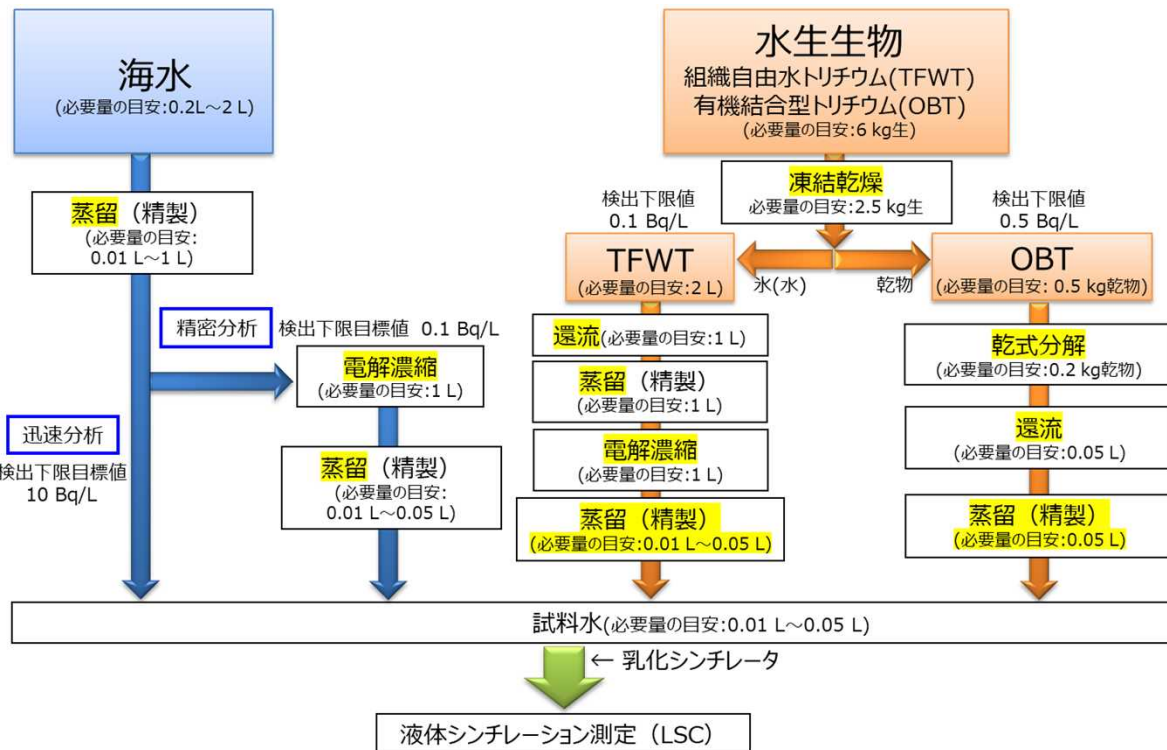 海水
(必要量の目安:0.2L～2 L)
蒸留（精製）
(必要量の目安:
0.01 L～1 L)
精密分析
検出下限目標値 0.1 Bq/L
電解濃縮
(必要量の目安:1 L)
迅速分析
検出下限目標値
10 Bq/L
蒸留（精製）
(必要量の目安:
0.01 L～0.05 L)
水生生物
組織自由水トリチウム(TFWT)
有機結合型トリチウム(OBT)
(必要量の目安:6 kg生)
凍結乾燥
必要量の目安:2.5 kg生
検出下限値
0.1 Bq/L
検出下限値
0.5 Bq/L
氷(水)
乾物
TFWT
(必要量の目安:2 L)
還流(必要量の目安:1 L)
蒸留（精製）
(必要量の目安:1 L)
電解濃縮
(必要量の目安:1 L)
蒸留（精製）
(必要量の目安:0.01 L～0.05 L)
OBT
(必要量の目安: 0.5 kg乾物)
乾式分解
(必要量の目安:0.2 kg乾物)
還流
(必要量の目安:0.05 L)
蒸留（精製）
(必要量の目安:0.05 L)
試料水(必要量の目安:0.01 L～0.05 L)
← 乳化シンチレータ
液体シンチレーション測定（LSC）